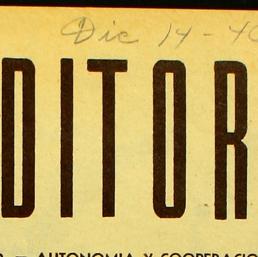 Dic 14 - 40
DITOR
AUTONOMIA Y COOPERACIO